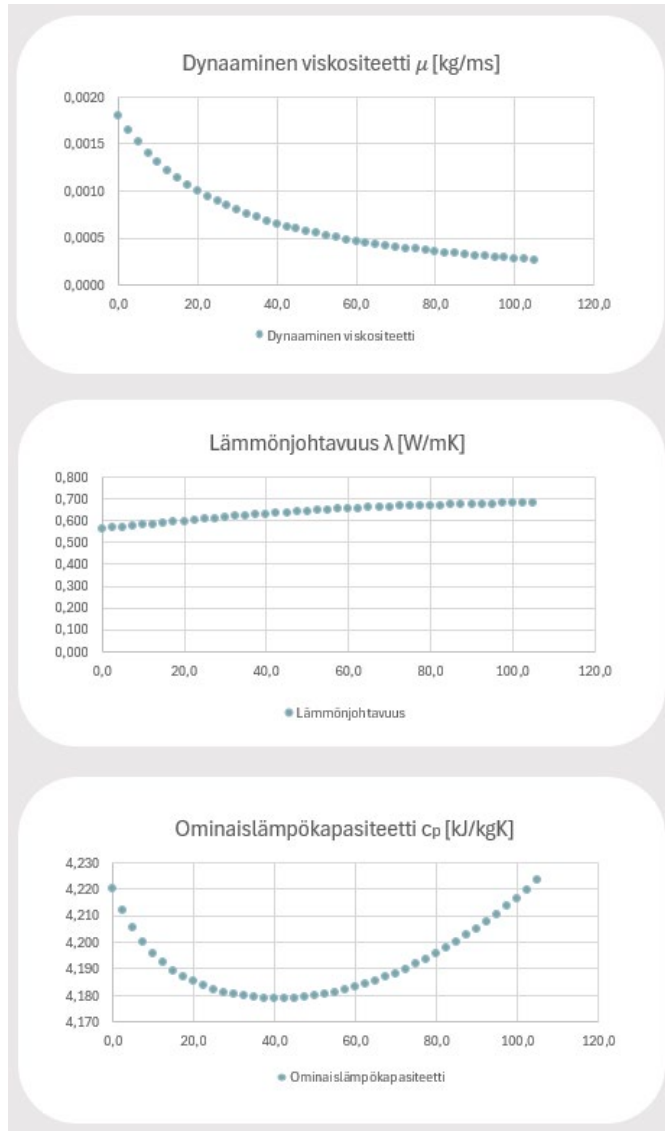 Dynaaminen viskositeetti μ [kg/ms]
0,0020
0,0015
0,0010
0,0005
0,0000
0,0 20,0 40,0 60,0 80,0 100,0 120,0
Dynaaminen viskositeetti
Lämmönjohtavuus λ [W/mK]
0,800
0,700
0,600
0,500
0,400
0,300
0,200
0,100
0,000
0,0 20,0 40,0 60,0 80,0 100,0 120,0
Lämmönjohtavuus
Ominaislämpökapasiteetti cp [kJ/kgK]
4,230
4,220
4,210
4,200
4,190
4,180
4,170
0,0 20,0 40,0 60,0 80,0 100,0 120,0
Ominaislämpökapasiteetti